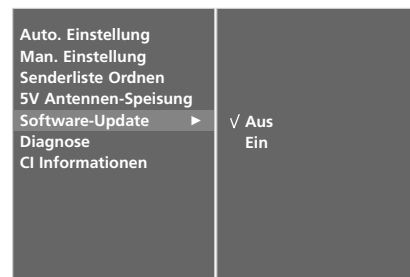 Auto. Einstellung
Man. Einstellung
Senderliste Ordnen
5V Antennen-Speisung
Software-Update ►
Diagnose
CI Informationen
√ Aus
Ein